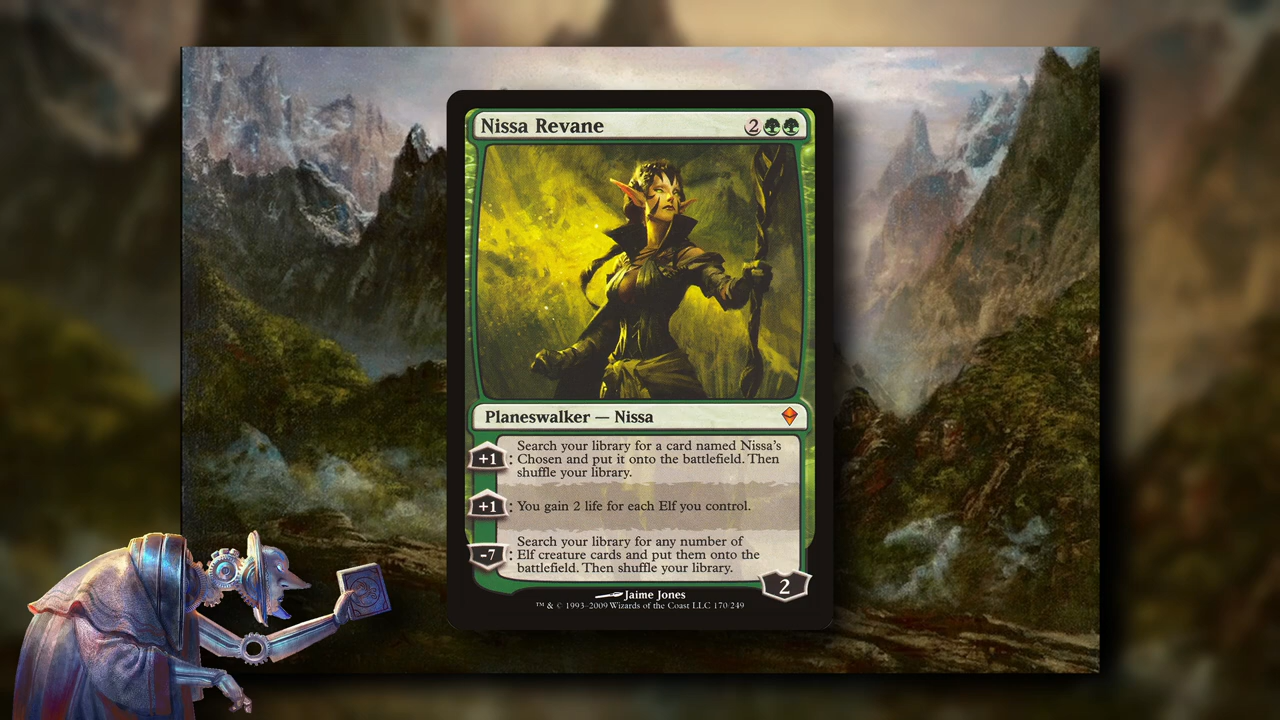 Nissa Revane 2
Planeswalker — Nissa
+1: Search your library for a card named Nissa's
Chosen and put it onto the battlefield. Then
shuffle your library.
+1: You gain 2 life for each Elf you control.
-7: Search your library for any number of
Elf creature cards and put them onto the
battlefield. Then shuffle your library.
2
Jaime Jones
™ & © 1993–2009 Wizards of the Coast LLC 170/249